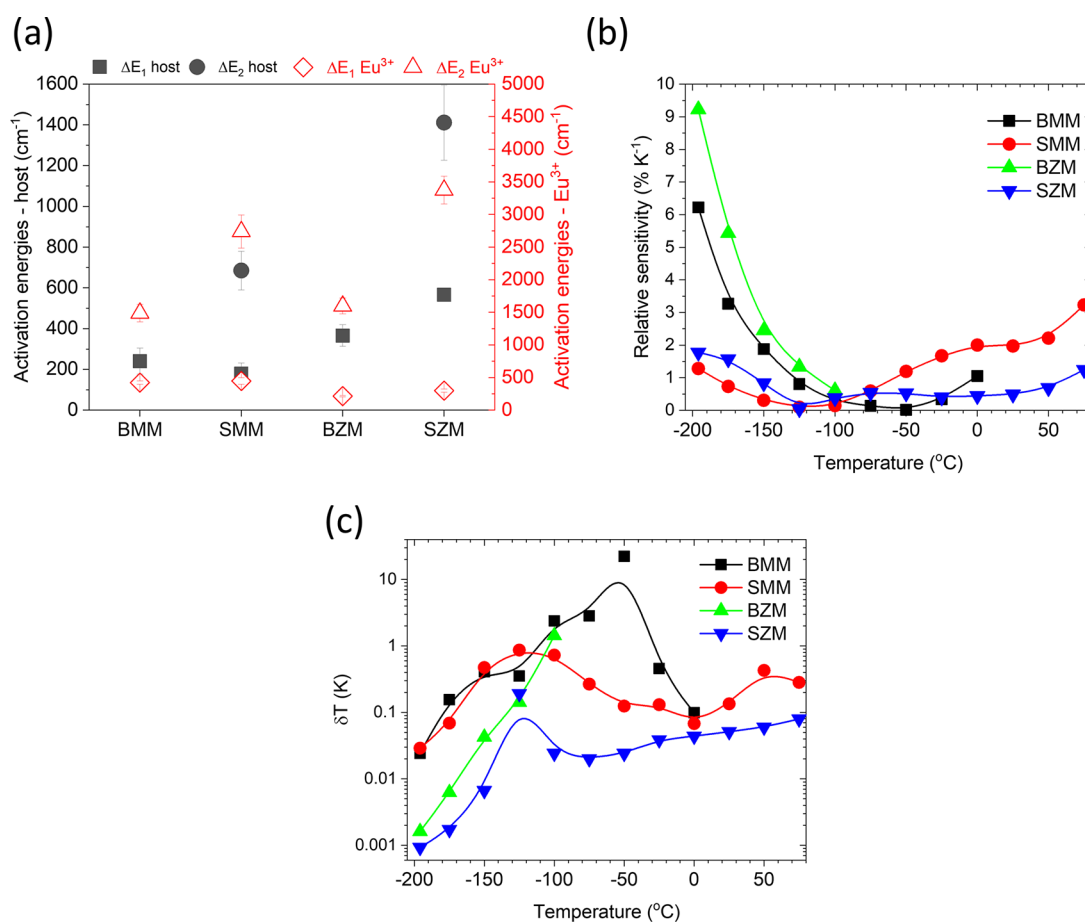 (a)
ΔE₁ host ΔE₂ host ΔE₁ Eu³⁺ ΔE₂ Eu³⁺
Activation energies - host (cm⁻¹)
1600
1400
1200
1000
800
600
400
200
0
BMM SMM BZM SZM
5000
4500
4000
3500
3000
2500
2000
1500
1000
500
0
Activation energies - Eu³⁺ (cm⁻¹)
(b)
Relative sensitivity (% K⁻¹)
10
9
8
7
6
5
4
3
2
1
0
BMM
SMM
BZM
SZM
-200 -150 -100 -50 0 50
Temperature (°C)
(c)
δT (K)
10
1
0.1
0.01
0.001
BMM
SMM
BZM
SZM
-200 -150 -100 -50 0 50
Temperature (°C)